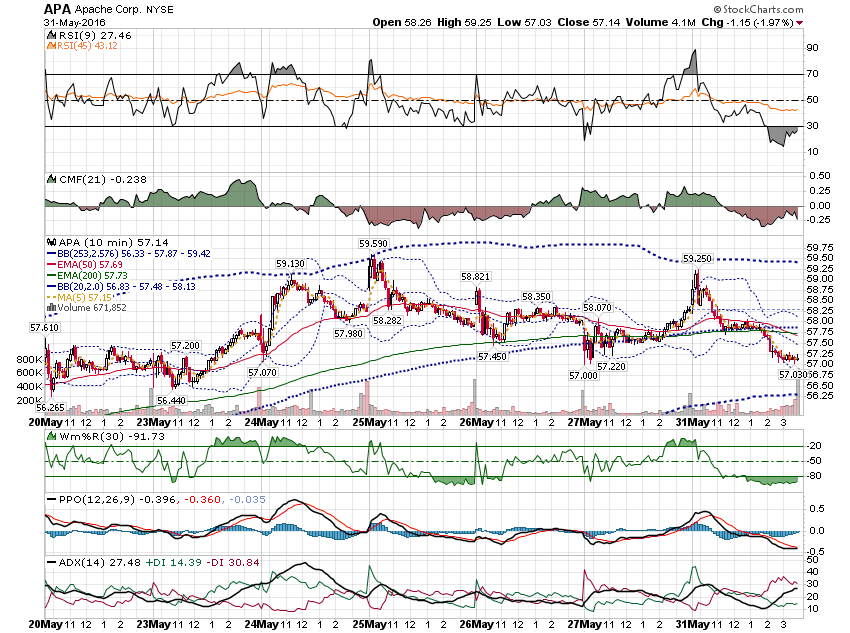 APA Apache Corp. NYSE
© StockCharts.com
31-May-2016
Open 58.26 High 59.25 Low 57.03 Close 57.14 Volume 4.1M Chg -1.15 (-1.97%)
RSI(9) 27.46
RSI(45) 43.12
90
70
50
30
10
CMF(21) -0.238
0.50
0.25
0.00
-0.25
APA (10 min) 57.14
BB(253,2.576) 56.33 - 57.87 - 59.42
EMA(50) 57.69
EMA(200) 57.73
BB(20,2.0) 56.83 - 57.48 - 58.13
MA(5) 57.15
Volume 671,852
57.610
56.265
57.200
56.440
57.070
59.130
57.980
59.590
58.282
58.821
57.450
58.350
57.000
58.070
57.220
59.250
57.030
59.75
59.50
59.25
59.00
58.75
58.50
58.25
58.00
57.75
57.50
57.25
57.00
56.75
56.50
56.25
800K
600K
400K
200K
20May 11 12 1 2 23May 11 12 1 2 24May 11 12 1 2 25May 11 12 1 2 26May 11 12 1 2 27May 11 12 1 2 31May 11 12 1 2 3
Wm%R(30) -91.73
-20
-50
-80
PPO(12,26,9) -0.396, -0.360, -0.035
0.5
0.0
-0.5
ADX(14) 27.48 +DI 14.39 -DI 30.84
50
40
30
20
10
20May 11 12 1 2 23May 11 12 1 2 24May 11 12 1 2 25May 11 12 1 2 26May 11 12 1 2 27May 11 12 1 2 31May 11 12 1 2 3